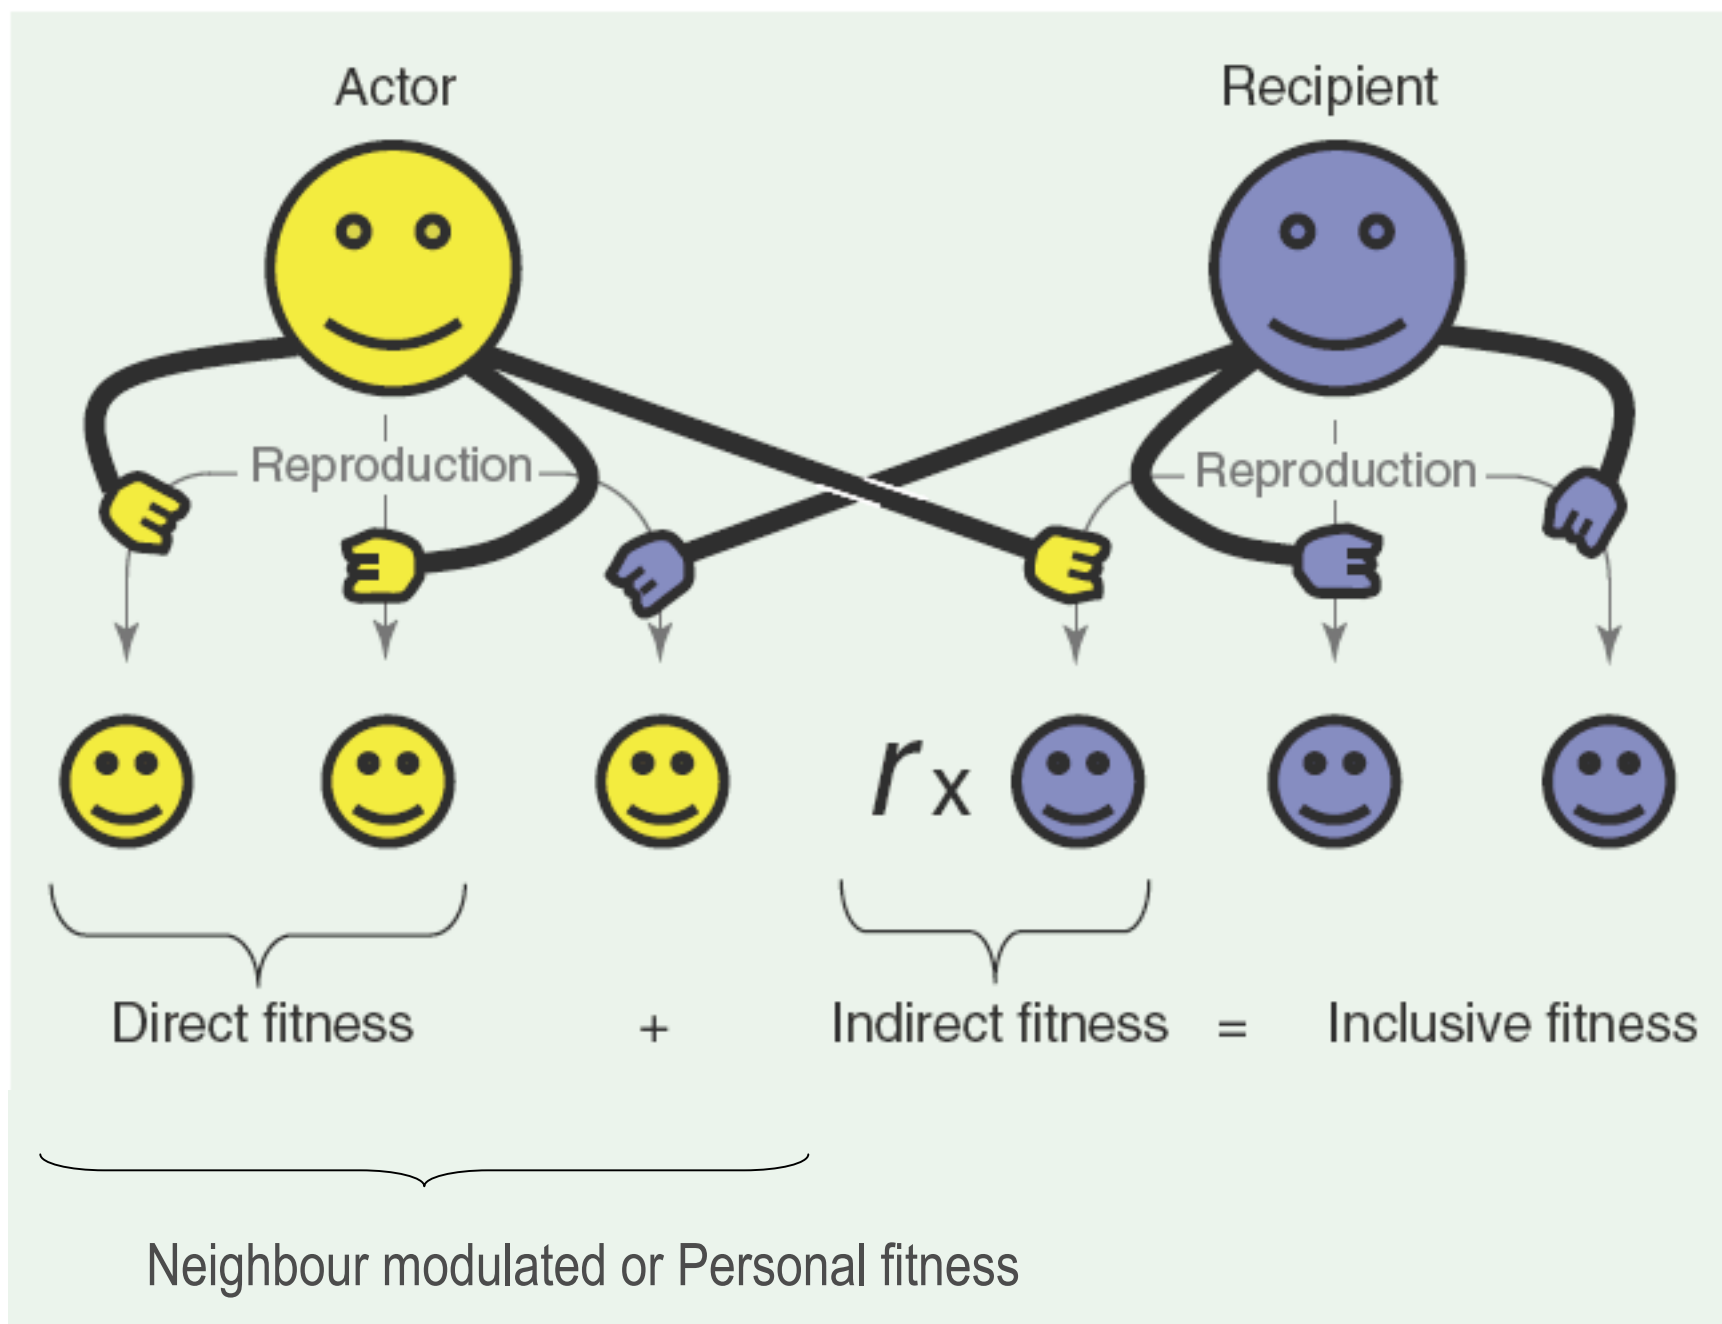 Actor
Recipient
Reproduction
Reproduction
r x
Direct fitness + Indirect fitness = Inclusive fitness
Neighbour modulated or Personal fitness